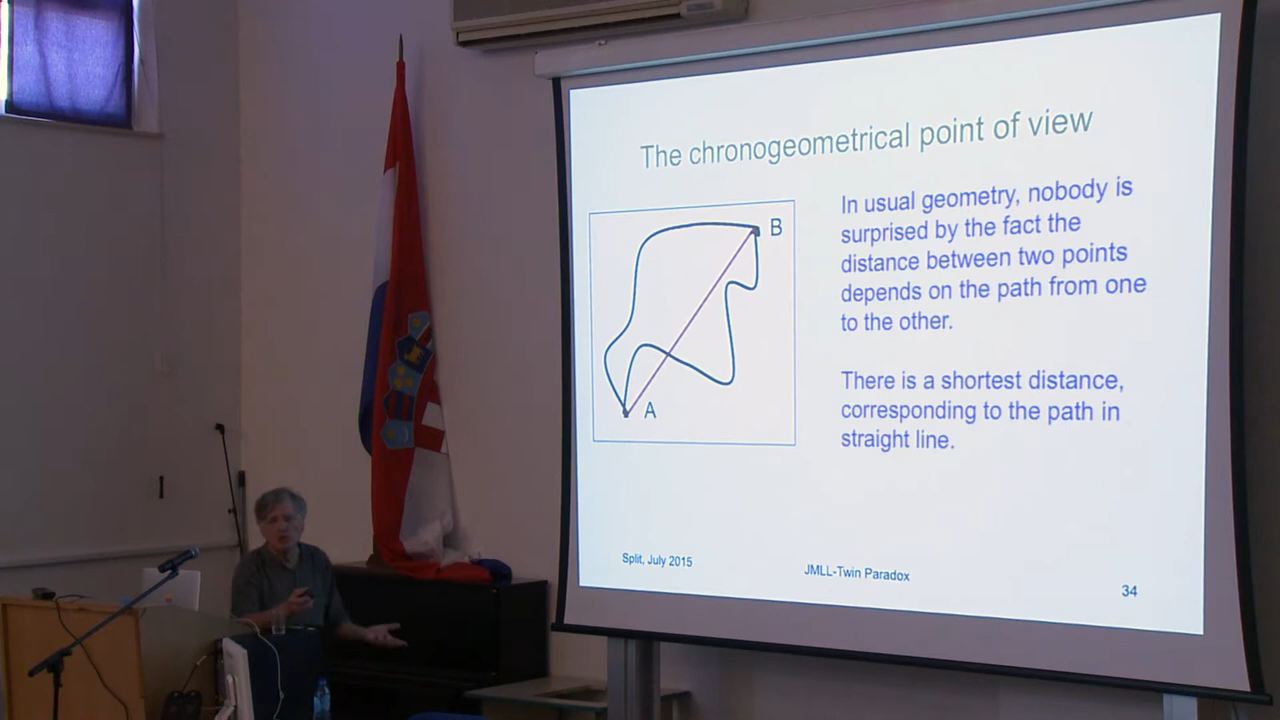 The chronogeometrical point of view
B
A
In usual geometry, nobody is
surprised by the fact the
distance between two points
depends on the path from one
to the other.
There is a shortest distance,
corresponding to the path in
straight line.
Split, July 2015
JMLL-Twin Paradox
34